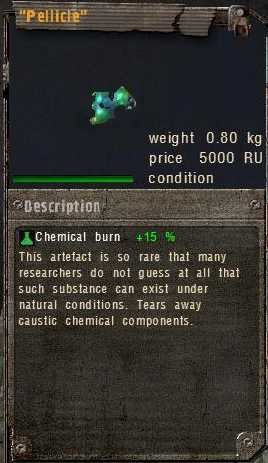 "Pellicle"
weight 0.80 kg
price 5000 RU
condition
Description
Chemical burn +15 %
This artefact is so rare that many
researchers do not guess at all that
such substance can exist under
natural conditions. Tears away
caustic chemical components.